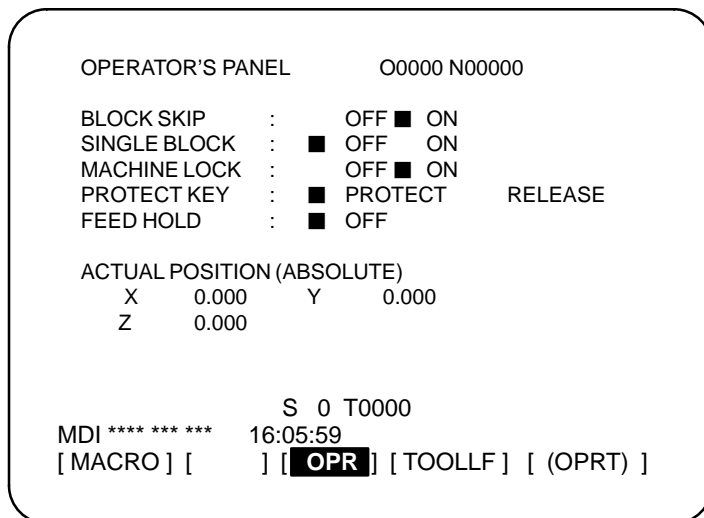 OPERATOR'S PANEL O0000 N00000
BLOCK SKIP : OFF ■ ON
SINGLE BLOCK : ■ OFF ON
MACHINE LOCK : OFF ■ ON
PROTECT KEY : ■ PROTECT RELEASE
FEED HOLD : ■ OFF
ACTUAL POSITION (ABSOLUTE)
X 0.000 Y 0.000
Z 0.000
S 0 T0000
MDI **** *** *** 16:05:59
[ MACRO ] [ ] [ OPR ] [ TOOLLF ] [ (OPRT) ]